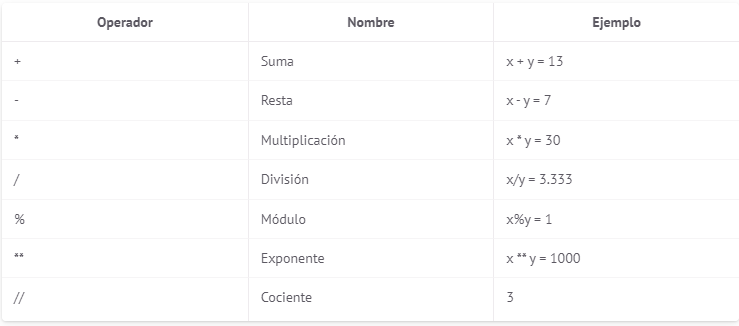 Operador Nombre Ejemplo
+ Suma x + y = 13
- Resta x - y = 7
* Multiplicación x * y = 30
/ División x/y = 3.333
% Módulo x%y = 1
** Exponente x ** y = 1000
// Cociente 3